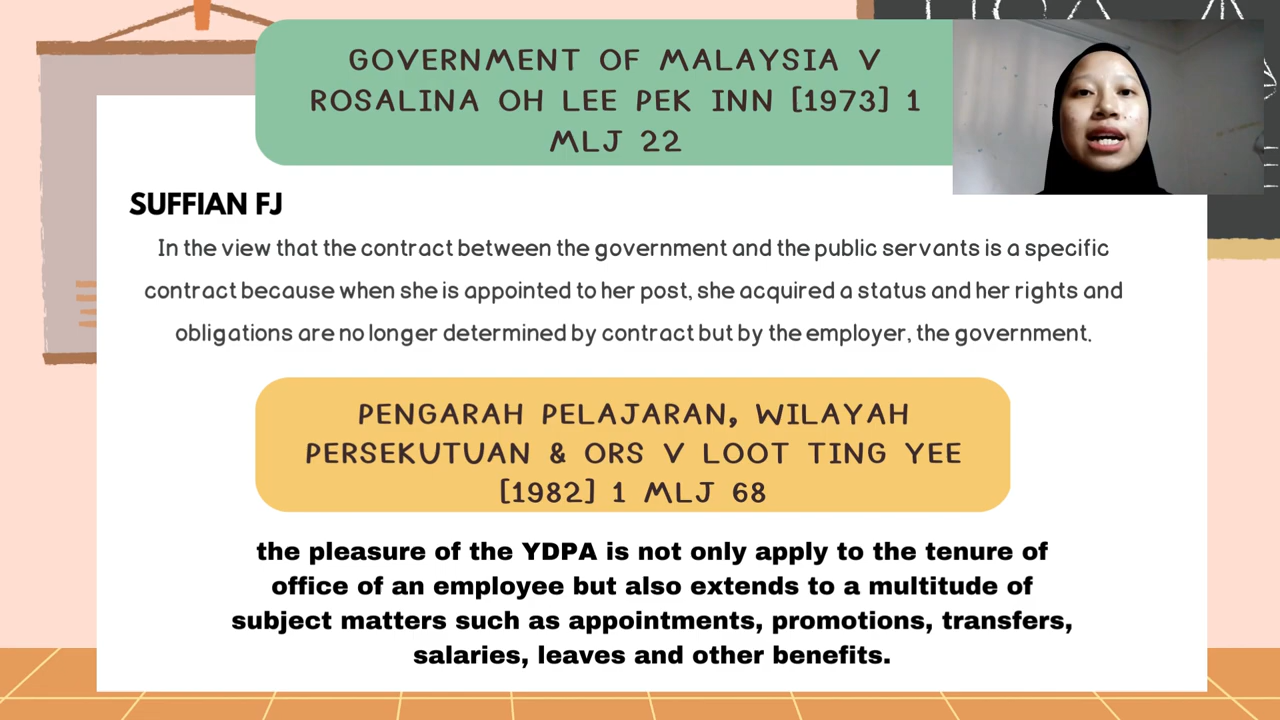 GOVERNMENT OF MALAYSIA V
ROSALINA OH LEE PEK INN [1973] 1
MLJ 22
SUFFIAN FJ
In the view that the contract between the government and the public servants is a specific
contract because when she is appointed to her post, she acquired a status and her rights and
obligations are no longer determined by contract but by the employer, the government.
PENGARAH PELAJARAN, WILAYAH
PERSEKUTUAN & ORS V LOOT TING YEE
[1982] 1 MLJ 68
the pleasure of the YDPA is not only apply to the tenure of
office of an employee but also extends to a multitude of
subject matters such as appointments, promotions, transfers,
salaries, leaves and other benefits.